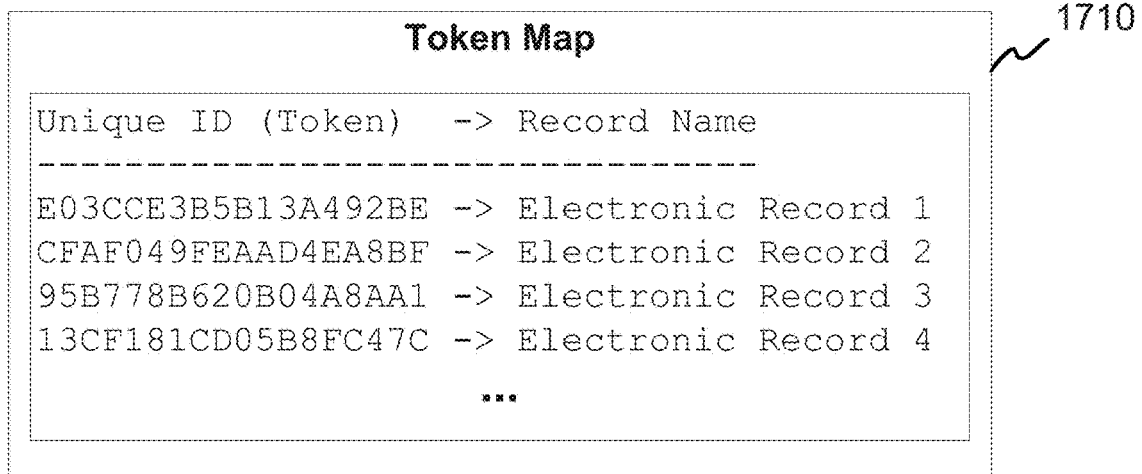 1710
Token Map
Unique ID (Token) -> Record Name
---------------------------------
E03CCE3B5B13A492BE -> Electronic Record 1
CFAF049FEAAD4EA8BF -> Electronic Record 2
95B778B620B04A8AA1 -> Electronic Record 3
13CF181CD05B8FC47C -> Electronic Record 4
...